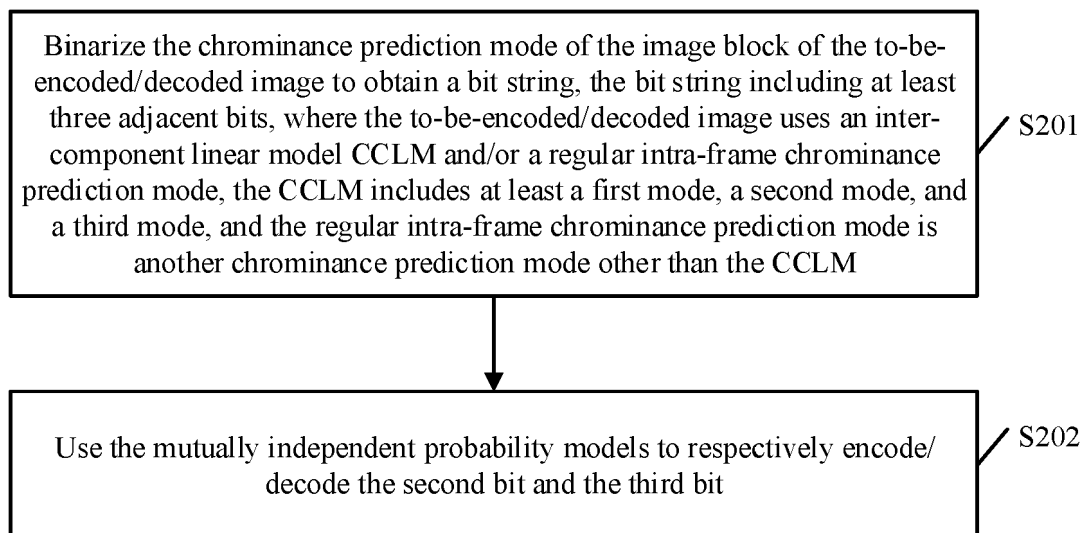 Binarize the chrominance prediction mode of the image block of the to-be-
encoded/decoded image to obtain a bit string, the bit string including at least
three adjacent bits, where the to-be-encoded/decoded image uses an inter-
component linear model CCLM and/or a regular intra-frame chrominance
prediction mode, the CCLM includes at least a first mode, a second mode, and
a third mode, and the regular intra-frame chrominance prediction mode is
another chrominance prediction mode other than the CCLM
S201
Use the mutually independent probability models to respectively encode/
decode the second bit and the third bit
S202